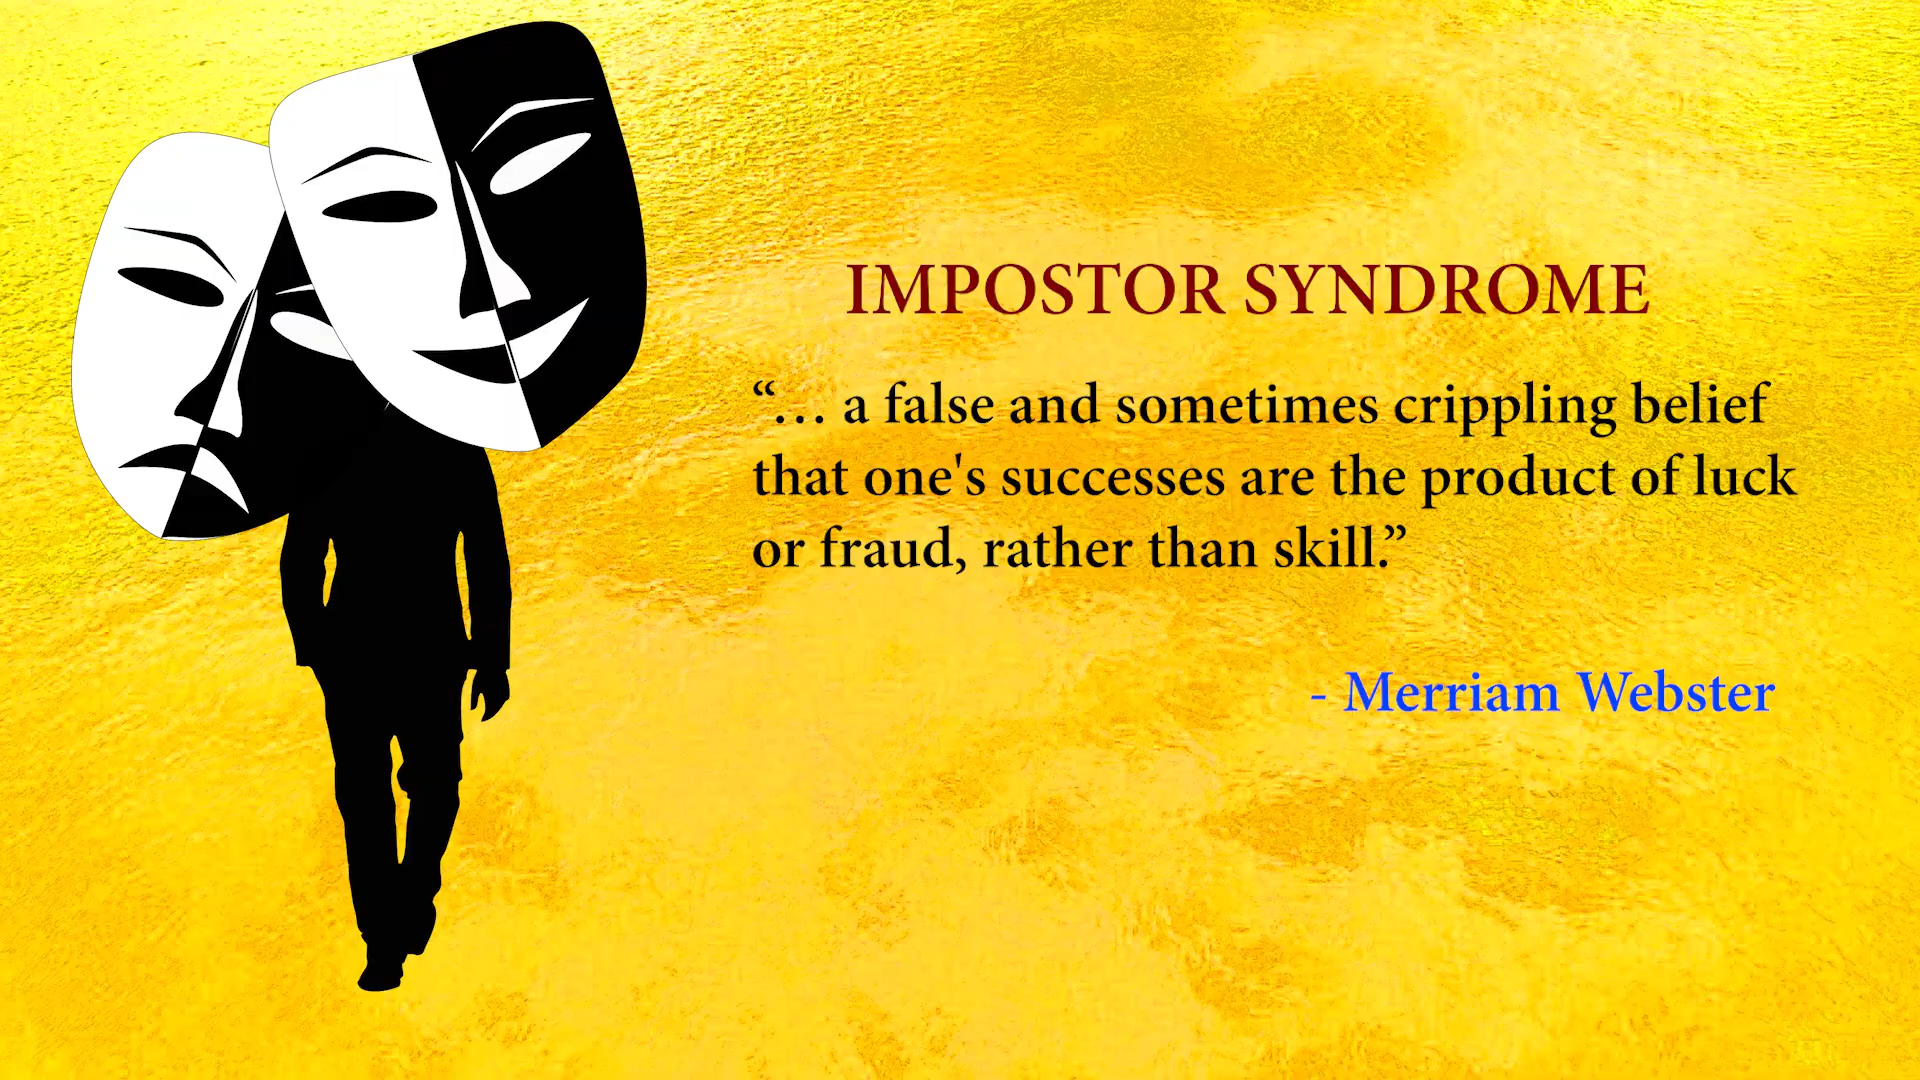 IMPOSTOR SYNDROME
“… a false and sometimes crippling belief
that one's successes are the product of luck
or fraud, rather than skill.”
- Merriam Webster